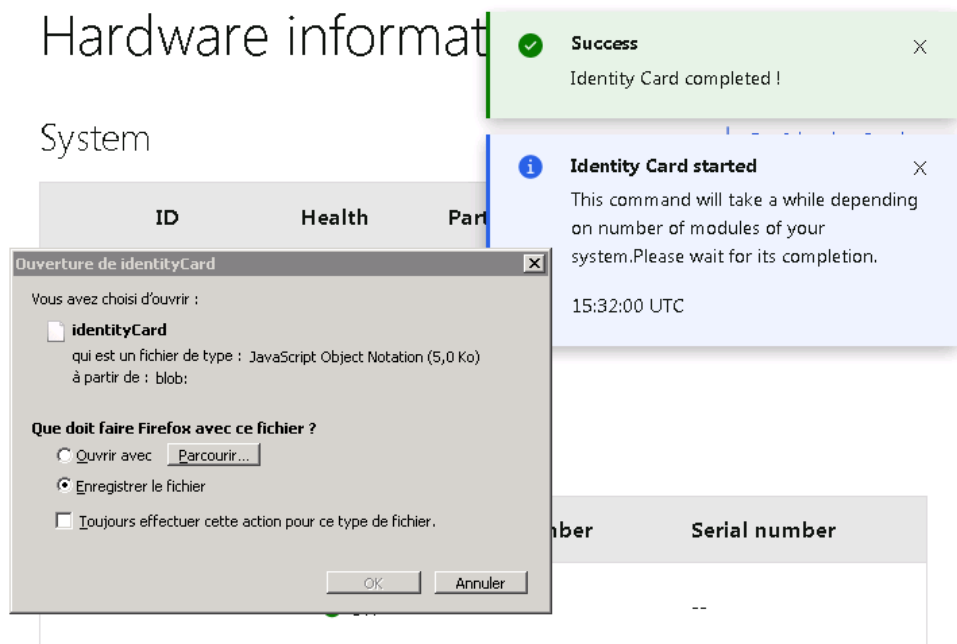 Hardware informat
Success
Identity Card completed !
System
Identity Card started
This command will take a while depending
on number of modules of your
system.Please wait for its completion.
15:32:00 UTC
ID Health Part
Ouverture de identityCard
Vous avez choisi d'ouvrir :
identityCard
qui est un fichier de type : JavaScript Object Notation (5,0 Ko)
à partir de : blob:
Que doit faire Firefox avec ce fichier ?
Ouvrir avec Parcourir...
Enregistrer le fichier
Toujours effectuer cette action pour ce type de fichier.
OK Annuler
mber Serial number
--